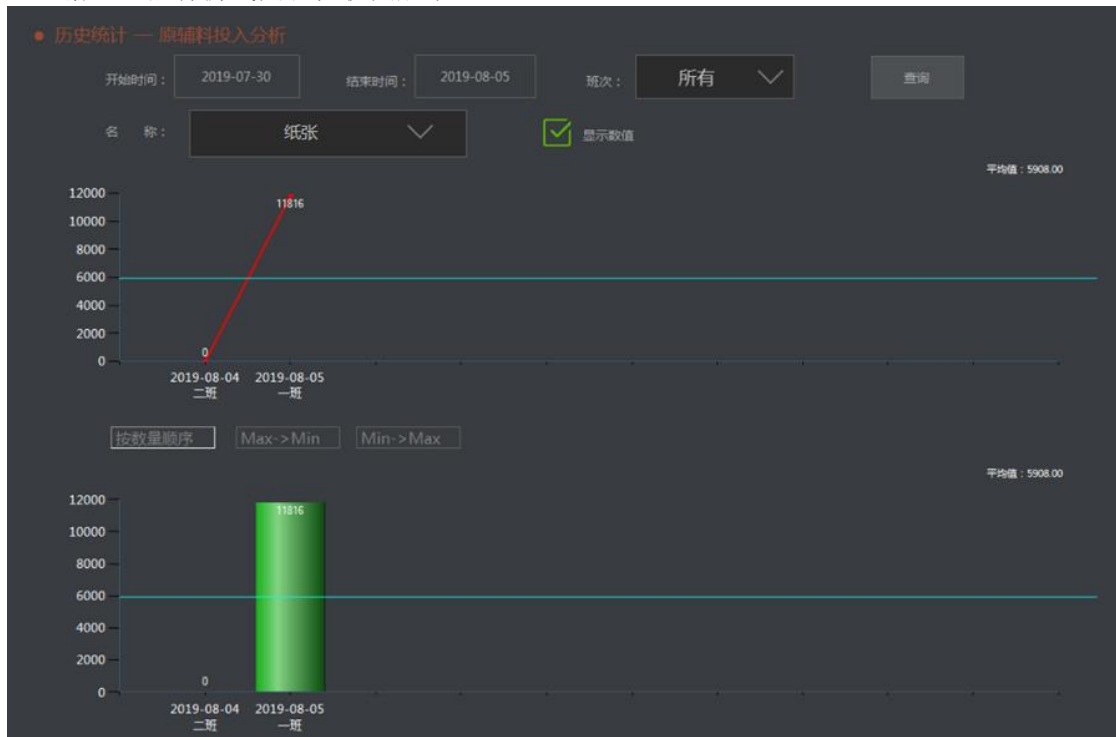 历史统计 — 原辅料投入分析
开始时间： 2019-07-30 结束时间： 2019-08-05 班次： 所有 查询
名 称： 纸张 显示数值
平均值：5908.00
12000
11816
10000
8000
6000
4000
2000
0
0
2019-08-04 2019-08-05
二班 一班
按数量顺序 Max->Min Min->Max
平均值：5908.00
12000
11816
10000
8000
6000
4000
2000
0
0
2019-08-04 2019-08-05
二班 一班